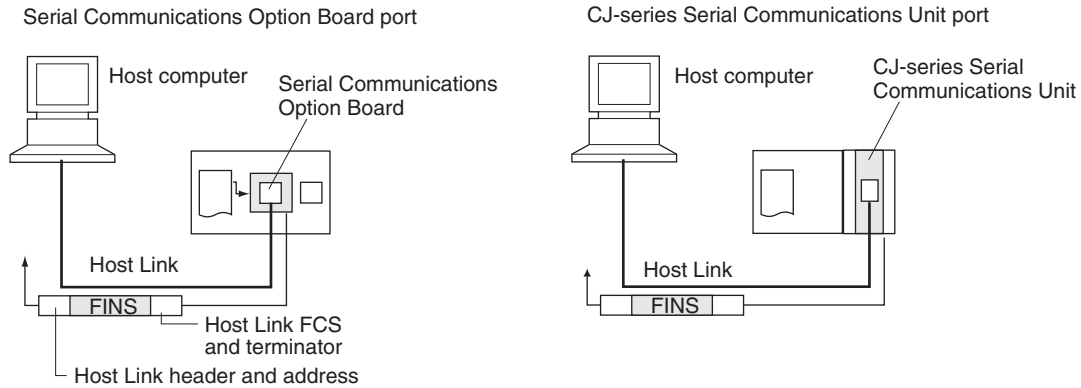 Serial Communications Option Board port
Host computer
Serial Communications
Option Board
Host Link
FINS
Host Link FCS
and terminator
Host Link header and address
CJ-series Serial Communications Unit port
Host computer
CJ-series Serial
Communications Unit
Host Link
FINS